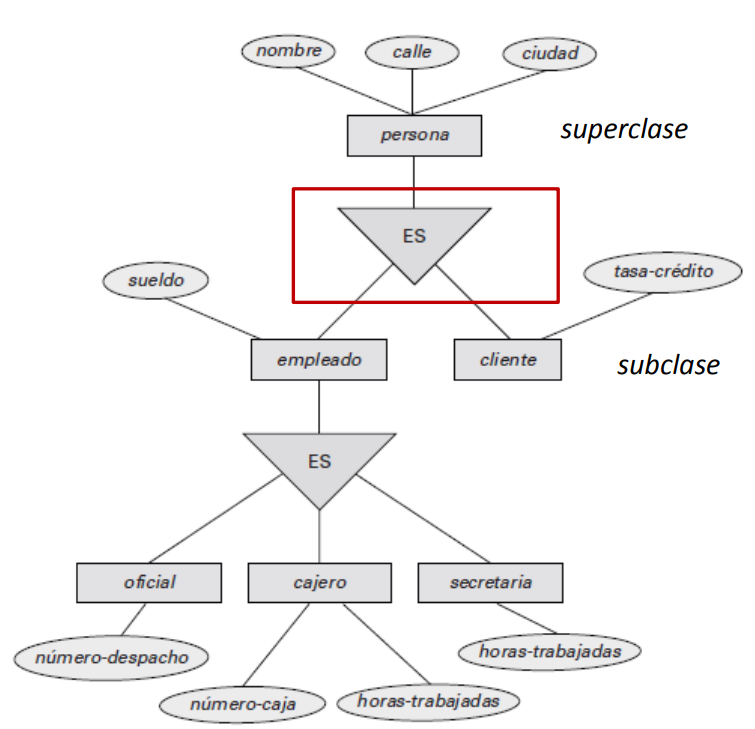 nombre
calle
ciudad
persona
superclase
ES
sueldo
tasa-crédito
empleado
cliente
subclase
ES
oficial
cajero
secretaria
número-despacho
horas-trabajadas
número-caja
horas-trabajadas